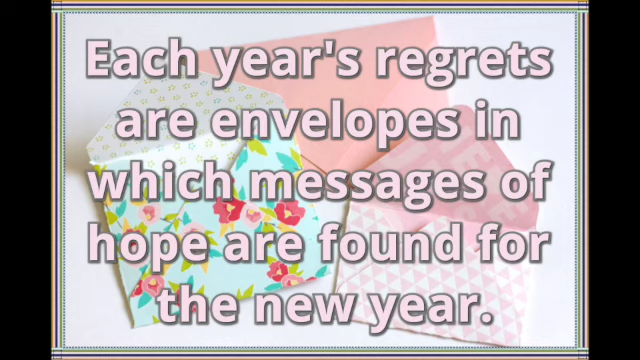 Each year's regrets
are envelopes in
which messages of
hope are found for
the new year.